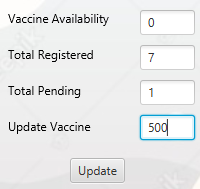 Vaccine Availability 0
Total Registered 7
Total Pending 1
Update Vaccine 500
Update